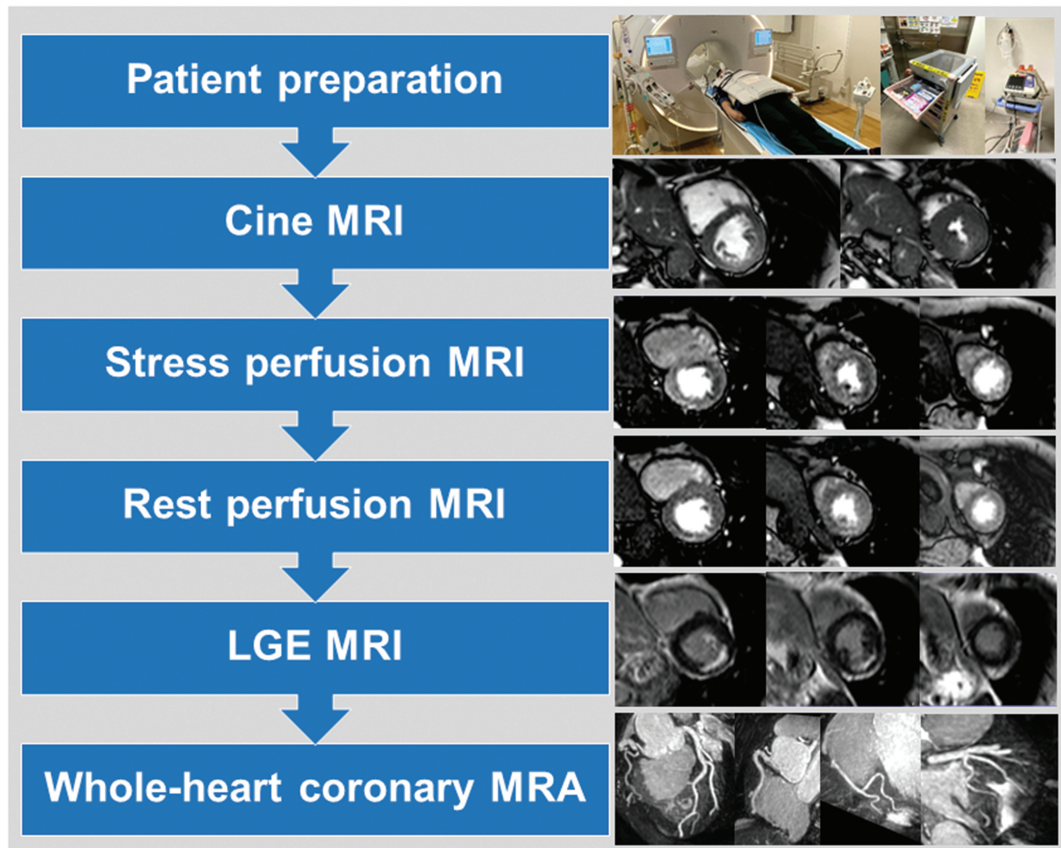 Patient preparation
Cine MRI
Stress perfusion MRI
Rest perfusion MRI
LGE MRI
Whole-heart coronary MRA